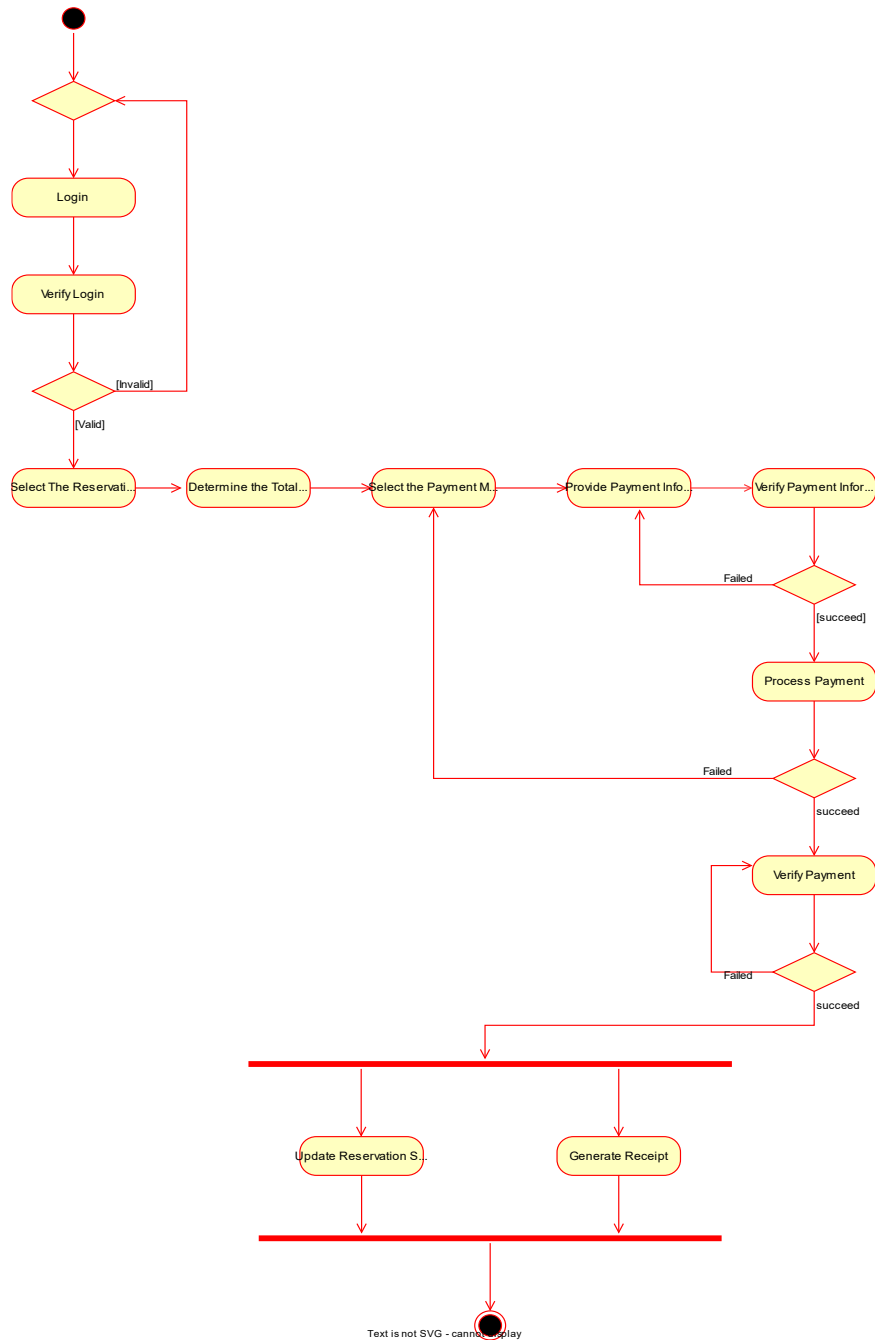 Login
Verify Login
[Invalid]
[Valid]
Select The Reservati...
Determine the Total...
Select the Payment M...
Provide Payment Info...
Verify Payment Infor...
Failed
[succeed]
Process Payment
Failed
succeed
Verify Payment
Failed
succeed
Update Reservation S...
Generate Receipt
Text is not SVG - cannot display